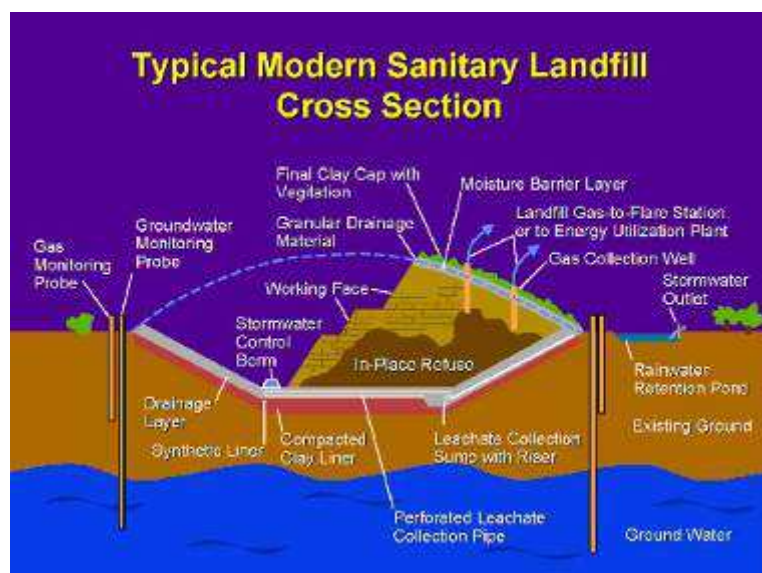 Typical Modern Sanitary Landfill
Cross Section
Final Clay Cap with
Vegitation
Moisture Barrier Layer
Granular Drainage
Material
Landfill Gas-to-Flare Station
or to Energy Utilization Plant
Groundwater
Monitoring
Probe
Gas
Monitoring
Probe
Gas Collection Well
Stormwater
Outlet
Working Face
Stormwater
Control
Berm
In-Place Refuse
Rainwater
Retention Pond
Drainage
Layer
Existing Ground
Synthetic Liner
Compacted
Clay Liner
Leachate Collection
Sump with Riser
Perforated Leachate
Collection Pipe
Ground Water